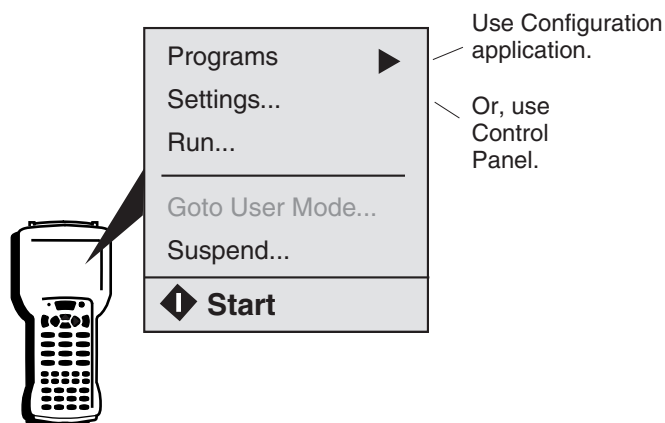 Programs
Settings...
Run...
Goto User Mode...
Suspend...
Start
Use Configuration
application.
Or, use
Control
Panel.